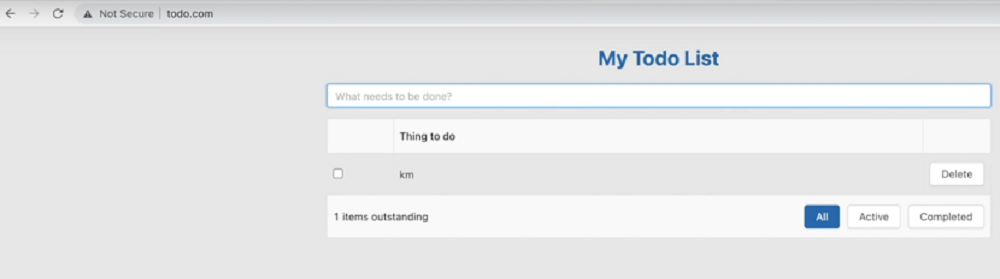 Not Secure | todo.com
My Todo List
What needs to be done?
Thing to do
km Delete
1 items outstanding All Active Completed